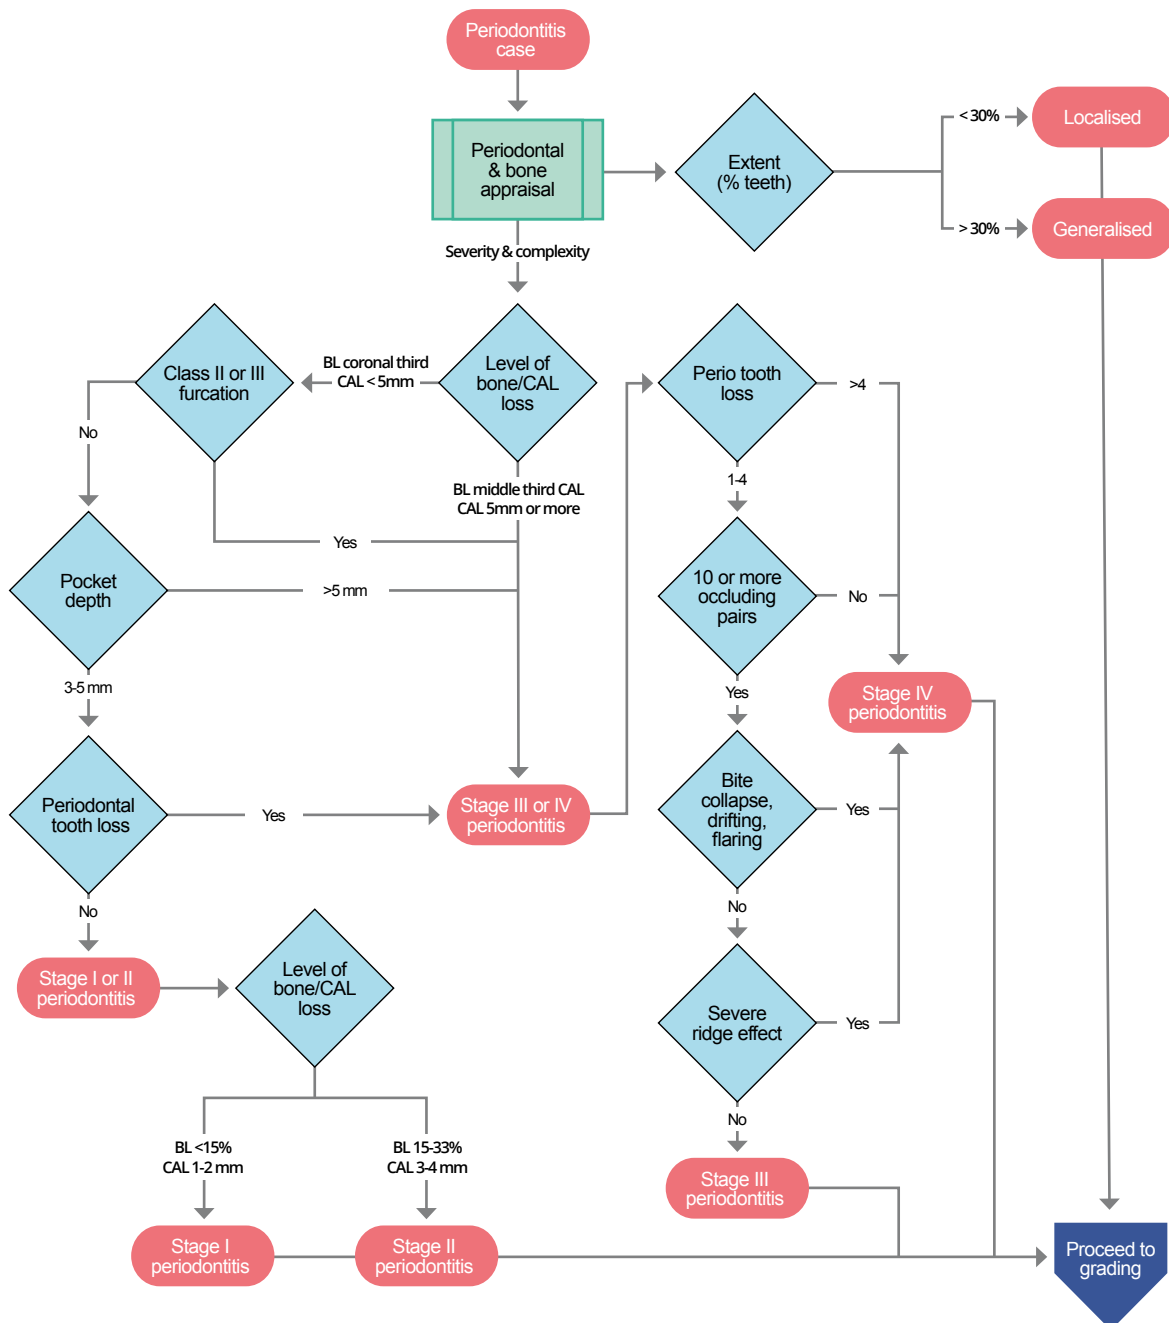 Periodontitis
case
Periodontal
& bone
appraisal
Extent
(% teeth)
< 30%
Localised
> 30%
Generalised
Severity & complexity
Class II or III
furcation
BL coronal third
CAL < 5mm
Level of
bone/CAL
loss
Perio tooth
loss
>4
No
BL middle third CAL
CAL 5mm or more
1-4
Yes
Pocket
depth
>5 mm
10 or more
occluding
pairs
No
3-5 mm
Yes
Stage IV
periodontitis
Periodontal
tooth loss
Yes
Stage III or IV
periodontitis
Bite
collapse,
drifting,
flaring
Yes
No
No
Stage I or II
periodontitis
Level of
bone/CAL
loss
Severe
ridge effect
Yes
No
BL <15%
CAL 1-2 mm
BL 15-33%
CAL 3-4 mm
Stage III
periodontitis
Stage I
periodontitis
Stage II
periodontitis
Proceed to
grading